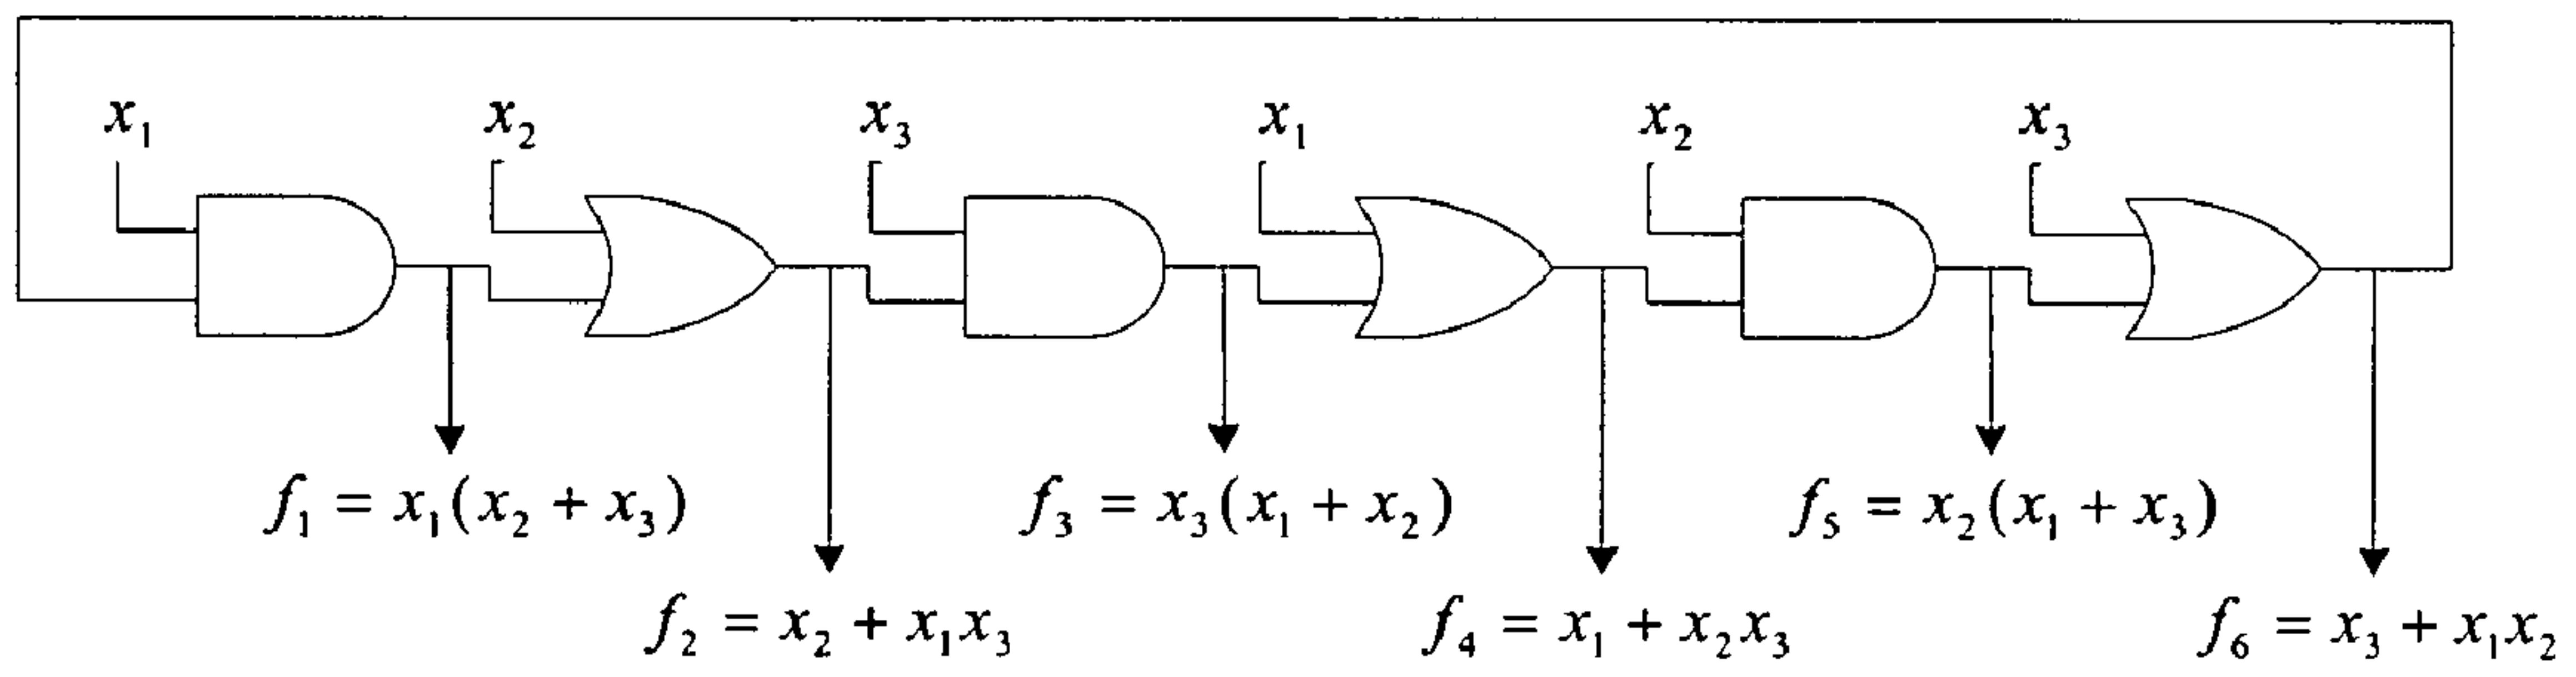 x₁ x₂ x₃ x₁ x₂ x₃
f₁ = x₁(x₂ + x₃) f₃ = x₃(x₁ + x₂) f₅ = x₂(x₁ + x₃)
f₂ = x₂ + x₁x₃ f₄ = x₁ + x₂x₃ f₆ = x₃ + x₁x₂